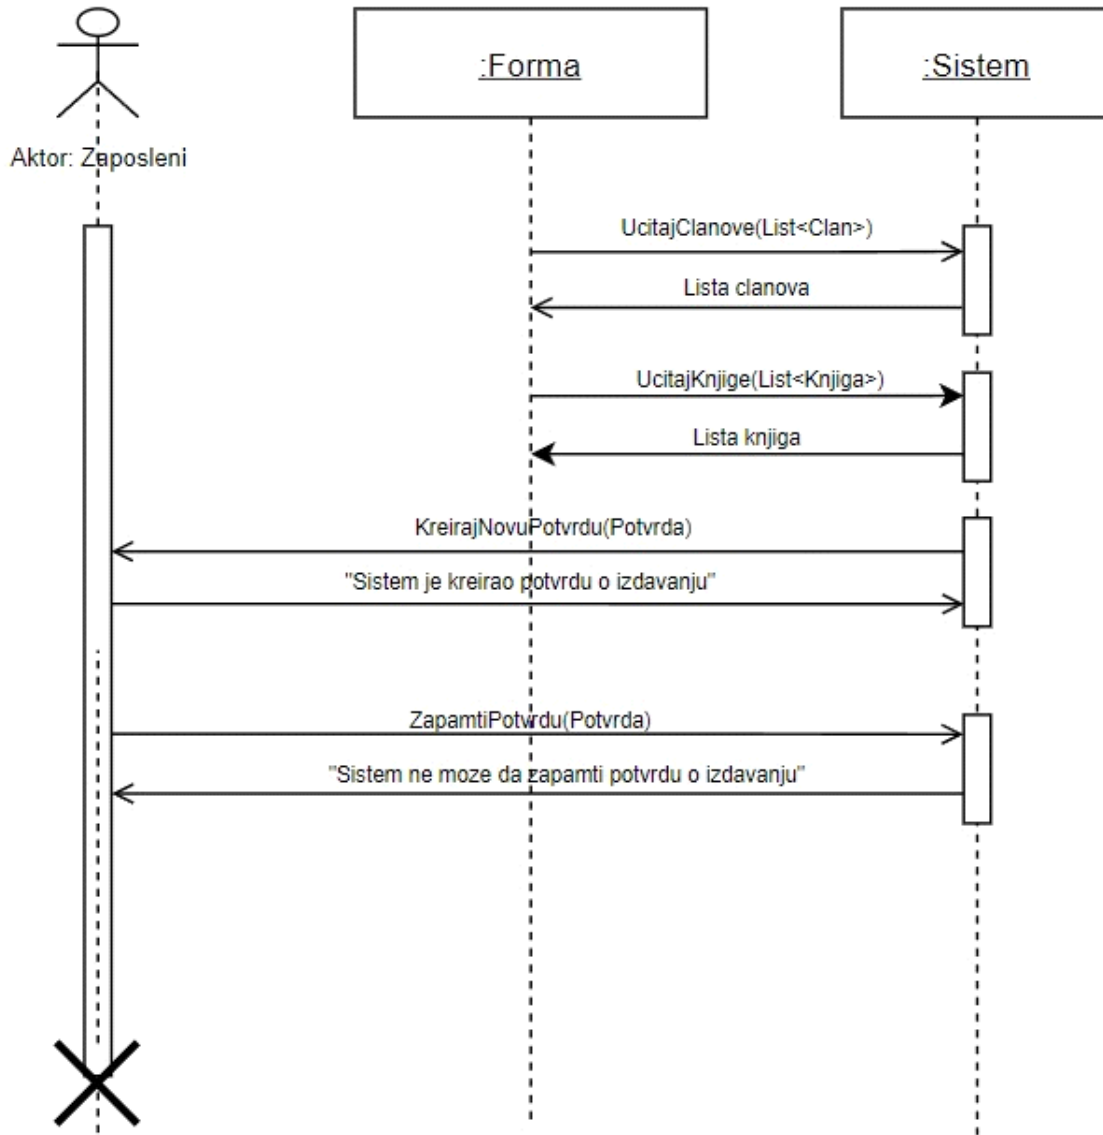 :Forma
:Sistem
Aktor: Zaposleni
UcitajClanove(List<Clan>)
Lista clanova
UcitajKnjige(List<Knjiga>)
Lista knjiga
KreirajNovuPotvrdu(Potvrda)
"Sistem je kreirao potvrdu o izdavanju"
ZapamtiPotvrdu(Potvrda)
"Sistem ne moze da zapamti potvrdu o izdavanju"